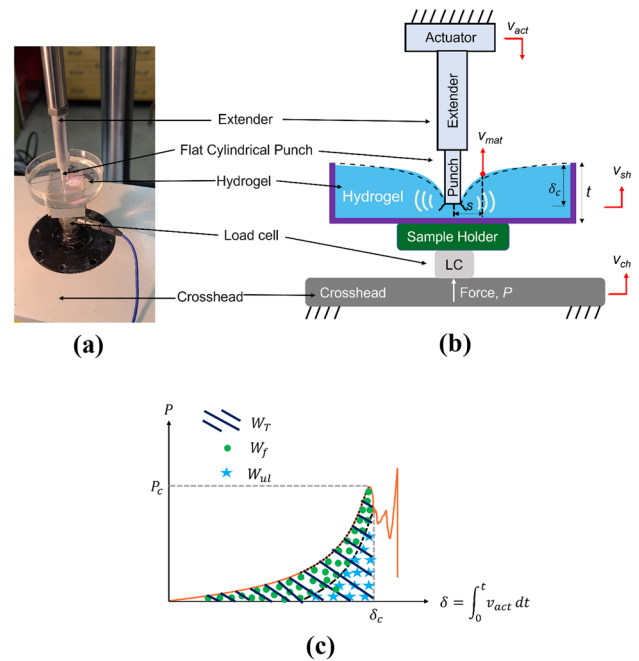 Extender
Flat Cylindrical Punch
Hydrogel
Load cell
Crosshead
(a)
Actuator
v_act
Extender
v_mat
Punch
Hydrogel
s
δ_c
t
v_sh
Sample Holder
LC
v_ch
Crosshead
Force, P
(b)
P
W_T
W_f
W_ul
P_c
δ_c
δ = ∫_0^t v_act dt
(c)